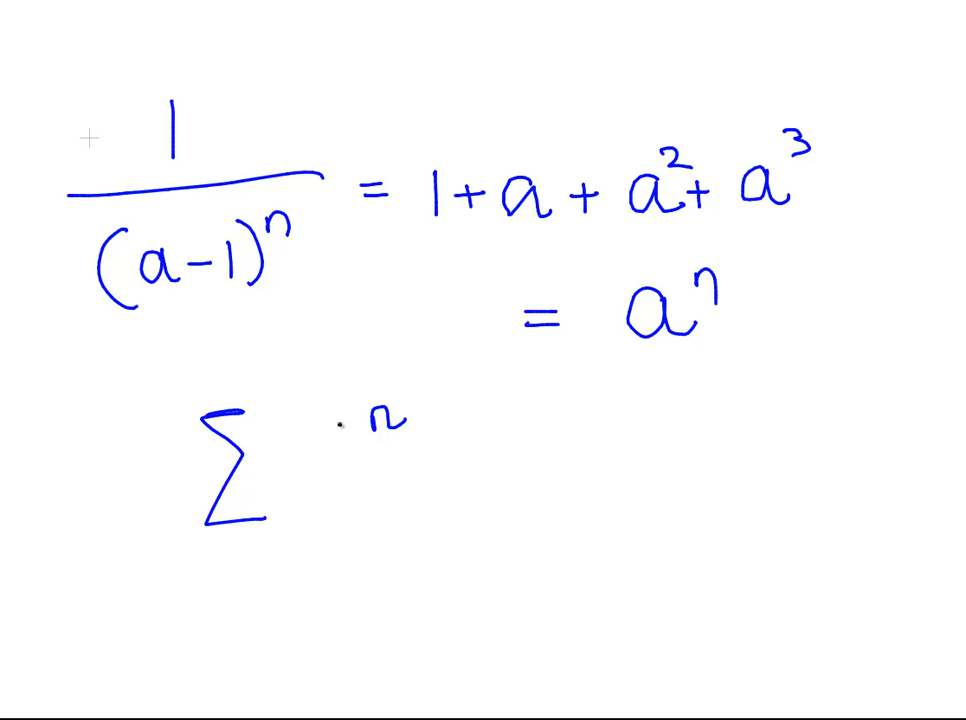 1/(a-1)^n = 1 + a + a^2 + a^3
= a^n
Σ n